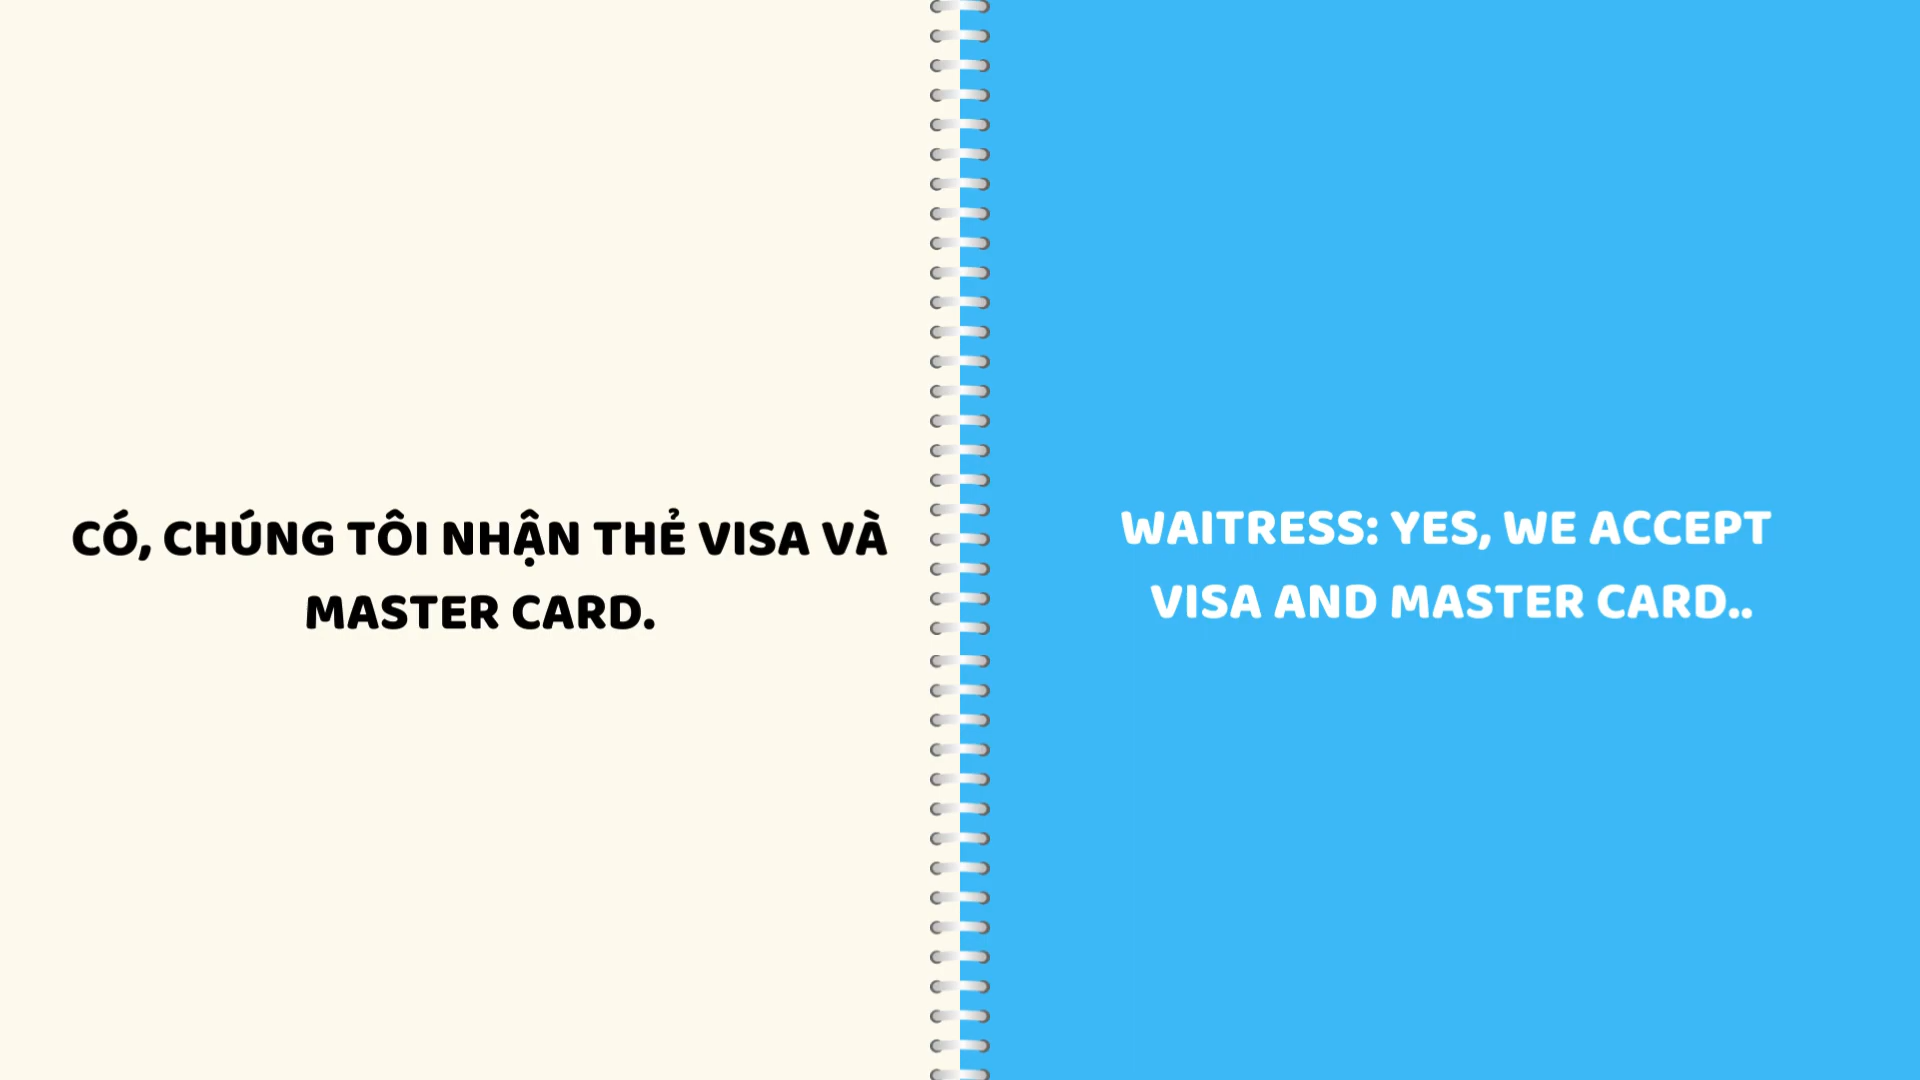 CÓ, CHÚNG TÔI NHẬN THẺ VISA VÀ
MASTER CARD.
WAITRESS: YES, WE ACCEPT
VISA AND MASTER CARD..